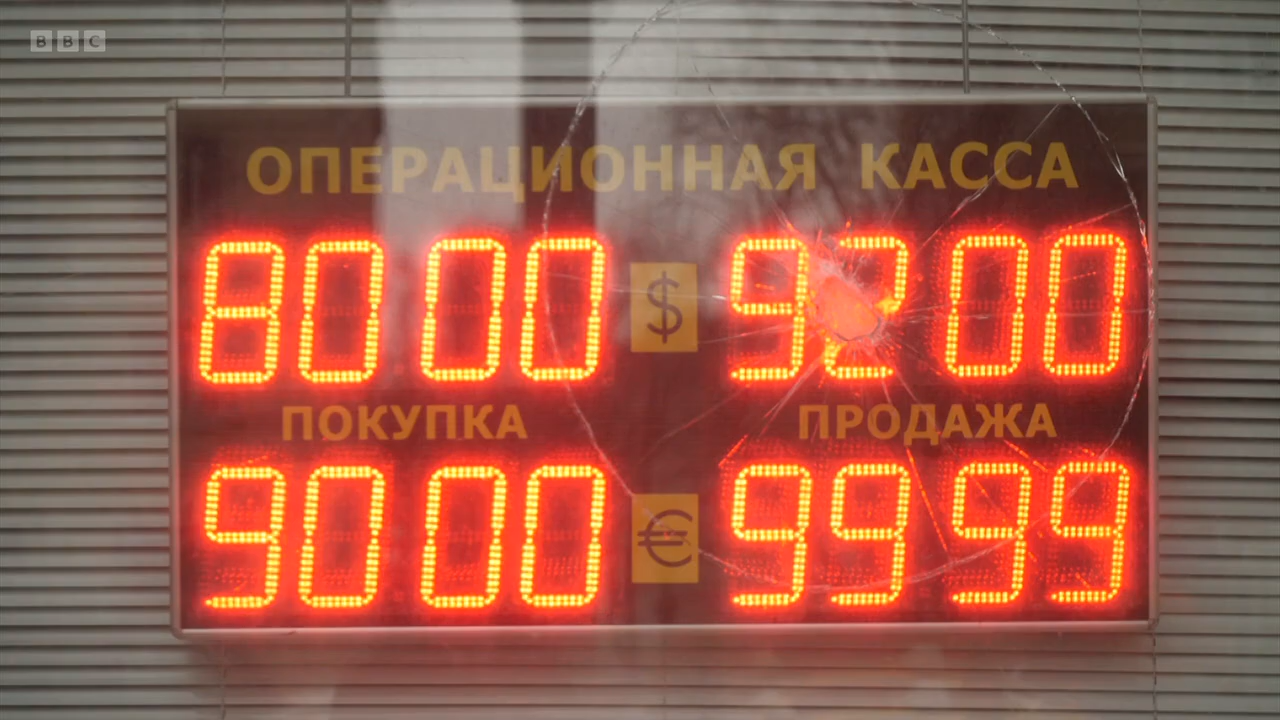 BBC
ОПЕРАЦИОННАЯ КАССА
80 00 $ 92 00
ПОКУПКА ПРОДАЖА
90 00 € 99 99